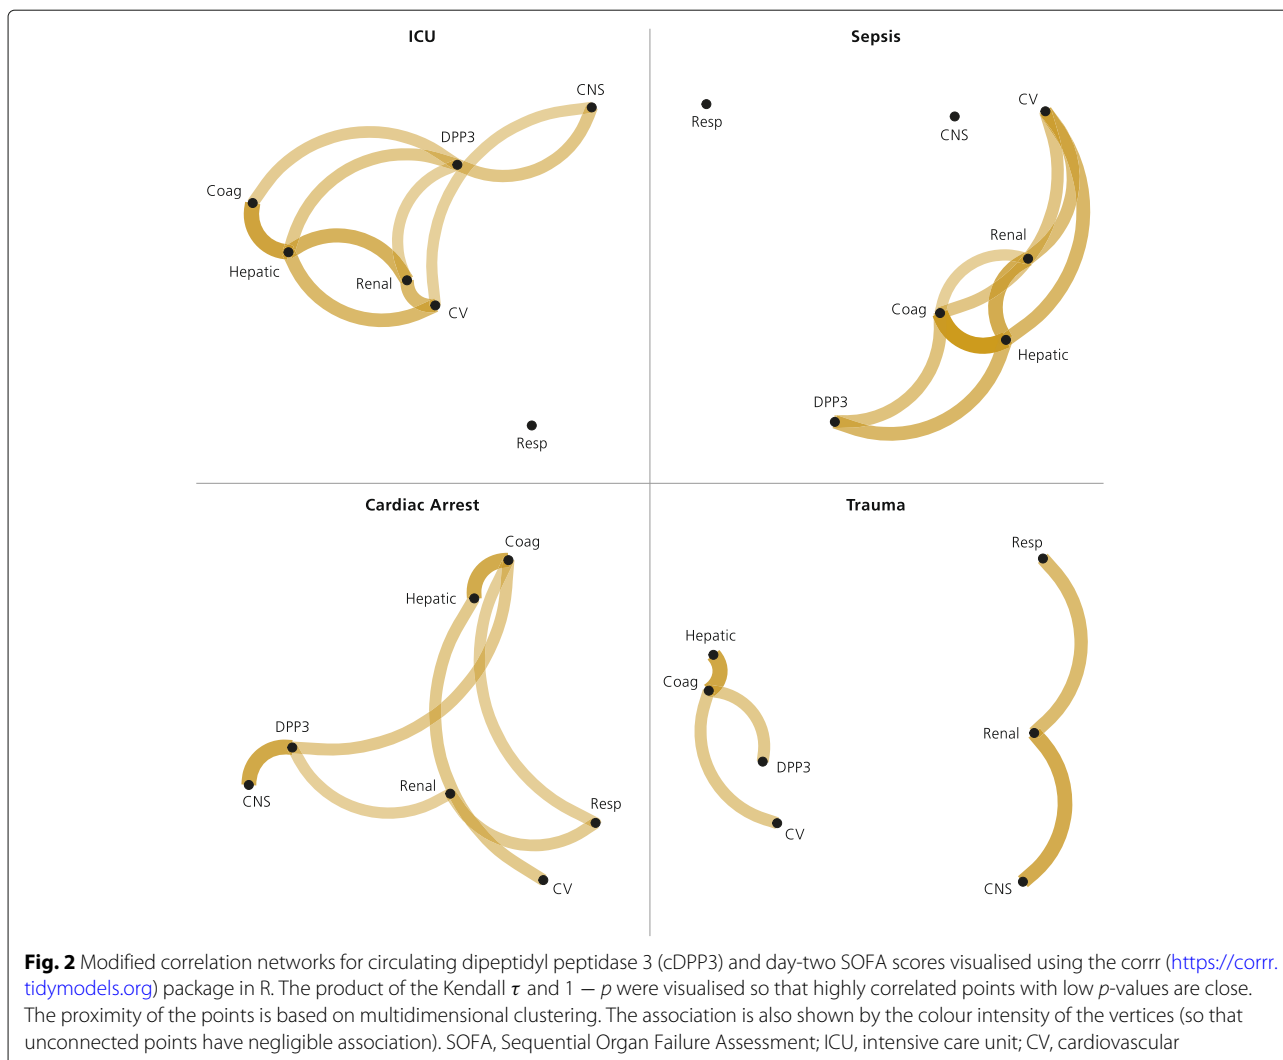 ICU
CNS
DPP3
Coag
Hepatic
Renal
CV
Resp
Sepsis
CV
Resp
CNS
Renal
Coag
Hepatic
DPP3
Cardiac Arrest
Coag
Hepatic
DPP3
Renal
CNS
Resp
CV
Trauma
Resp
Hepatic
Coag
Renal
DPP3
CV
CNS
Fig. 2 Modified correlation networks for circulating dipeptidyl peptidase 3 (cDPP3) and day-two SOFA scores visualised using the corrr (https://corrr.
tidymodels.org) package in R. The product of the Kendall τ and 1 − p were visualised so that highly correlated points with low p-values are close.
The proximity of the points is based on multidimensional clustering. The association is also shown by the colour intensity of the vertices (so that
unconnected points have negligible association). SOFA, Sequential Organ Failure Assessment; ICU, intensive care unit; CV, cardiovascular